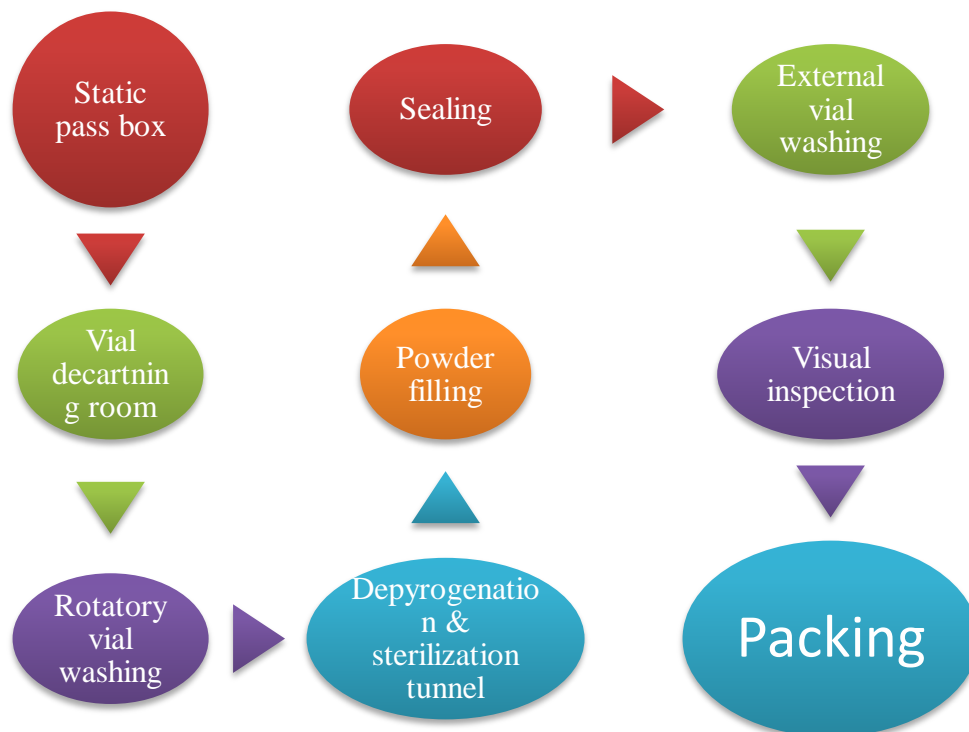 Static
pass box
Vial
decartnin
g room
Rotatory
vial
washing
Depyrogenatio
n &
sterilization
tunnel
Powder
filling
Sealing
External
vial
washing
Visual
inspection
Packing